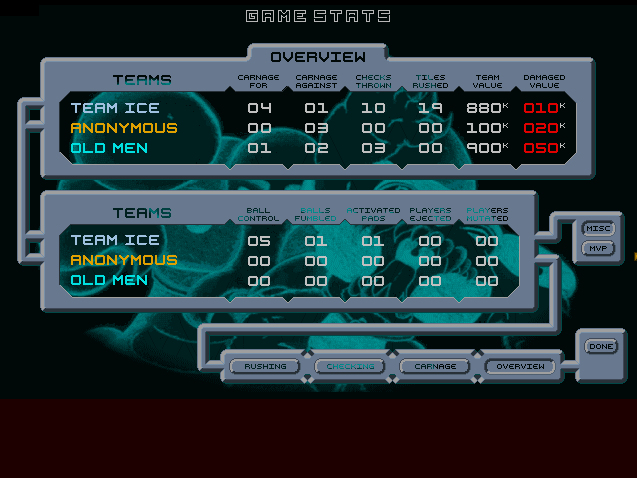 GAME STATS
OVERVIEW
TEAMS CARNAGE FOR CARNAGE AGAINST CHECKS THROWN TILES RUSHED TEAM VALUE DAMAGED VALUE
TEAM ICE 04 01 10 19 880K 010K
ANONYMOUS 00 03 00 00 100K 020K
OLD MEN 01 02 03 00 900K 050K
TEAMS BALL CONTROL BALLS FUMBLED ACTIVATED PADS PLAYERS EJECTED PLAYERS MUTATED
TEAM ICE 05 01 01 00 00
ANONYMOUS 00 00 00 00 00
OLD MEN 00 00 00 00 00
MISC
MVP
DONE
RUSHING CHECKING CARNAGE OVERVIEW